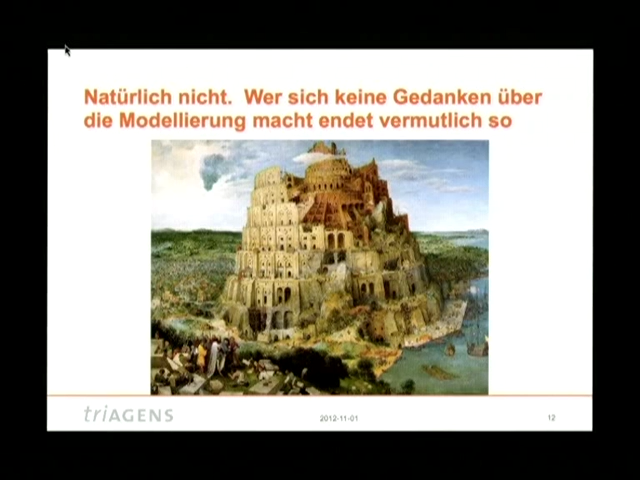 Natürlich nicht.  Wer sich keine Gedanken über
die Modellierung macht endet vermutlich so
triAGENS
2012-11-01
12